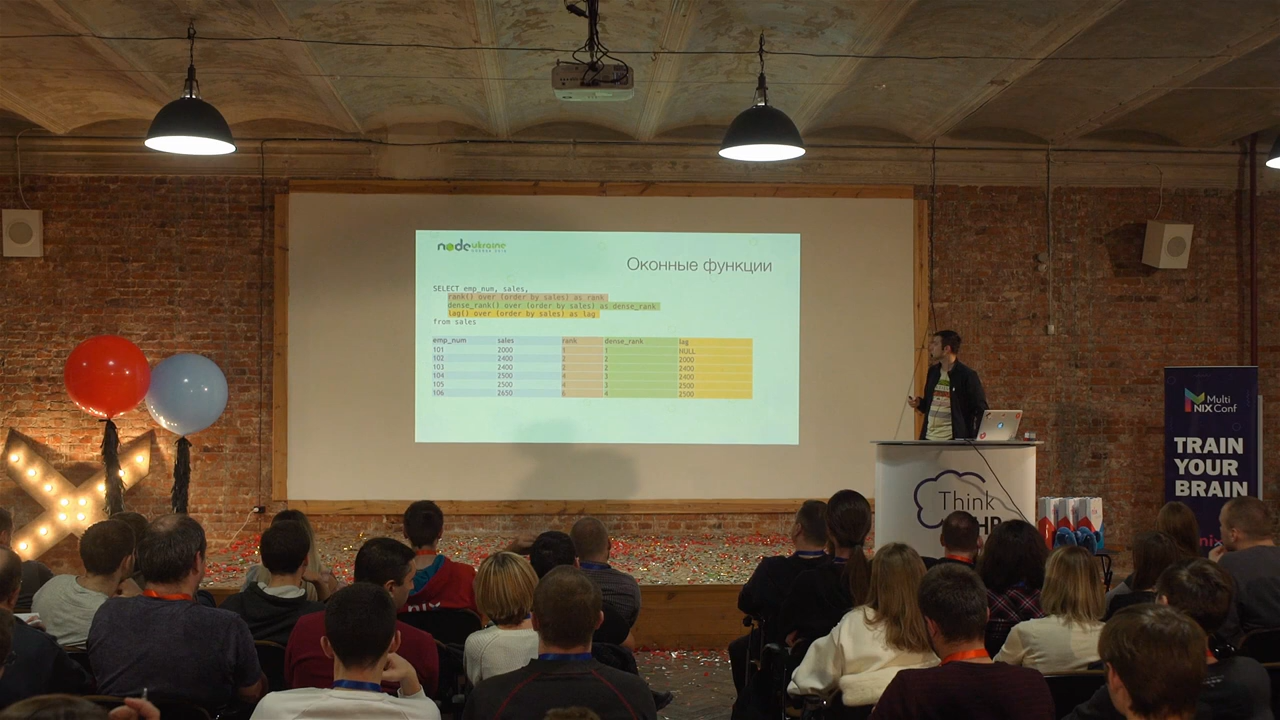 node ukraine
Оконные функции
SELECT emp_num, sales,
rank() over (order by sales) as rank
dense_rank() over (order by sales) as dense_rank
lag() over (order by sales) as lag
from sales
emp_num sales rank dense_rank lag
101 2000 1 1 NULL
102 2400 2 2 2000
103 2400 2 2 2400
104 2500 4 3 2400
105 2500 4 3 2500
106 2650 6 4 2500
Multi
NIX Conf
TRAIN
YOUR
BRAIN
Think
nix